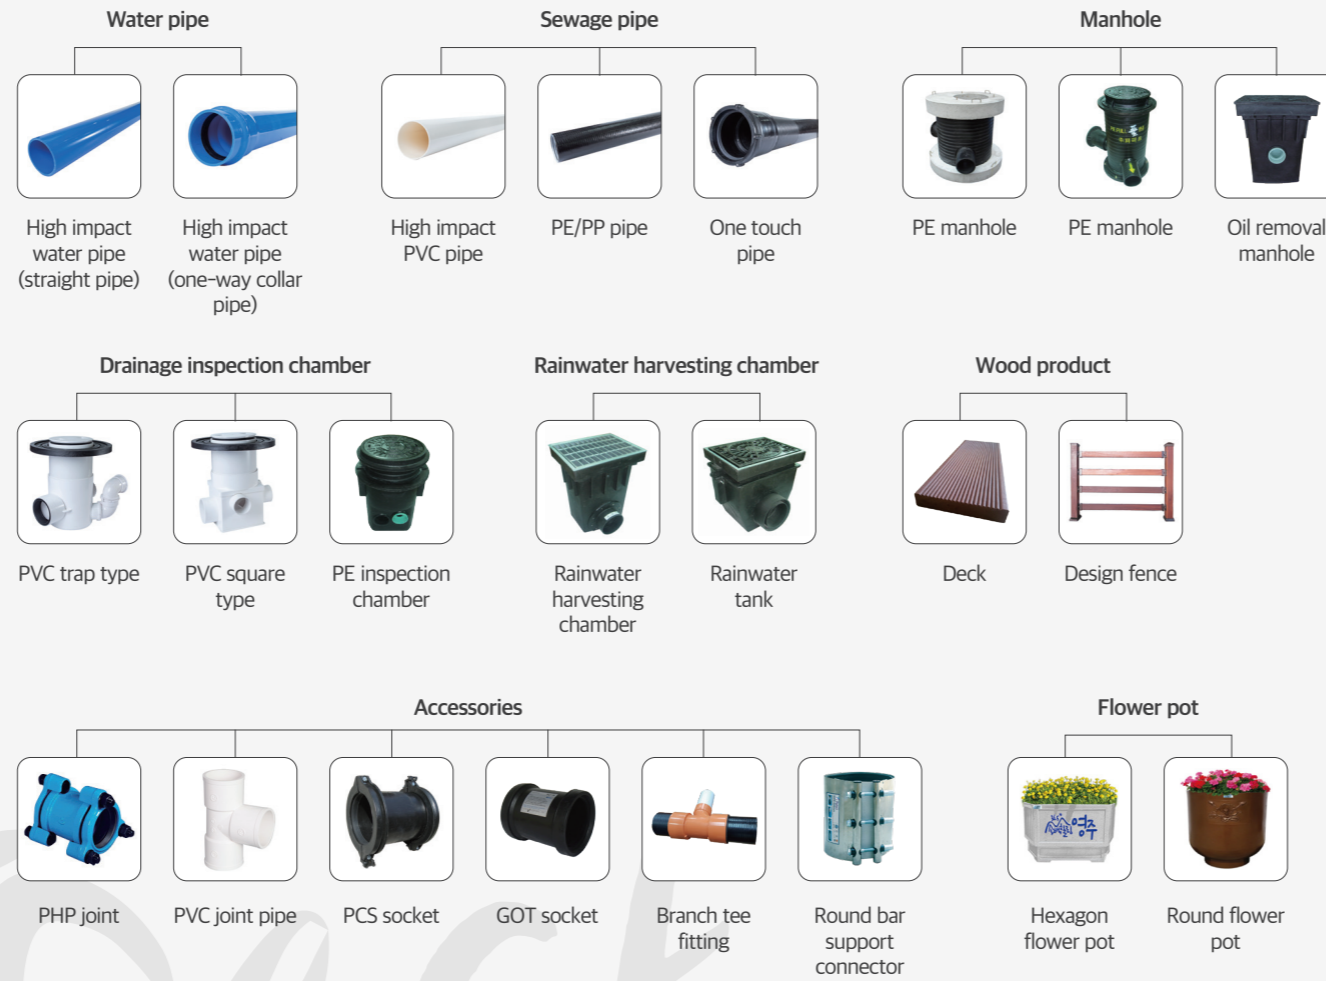 Water pipe
Sewage pipe
Manhole
High impact
water pipe
(straight pipe)
High impact
water pipe
(one-way collar
pipe)
High impact
PVC pipe
PE/PP pipe
One touch
pipe
PE manhole
PE manhole
Oil removal
manhole
Drainage inspection chamber
Rainwater harvesting chamber
Wood product
PVC trap type
PVC square
type
PE inspection
chamber
Rainwater
harvesting
chamber
Rainwater
tank
Deck
Design fence
Accessories
Flower pot
영주
PHP joint
PVC joint pipe
PCS socket
GOT socket
Branch tee
fitting
Round bar
support
connector
Hexagon
flower pot
Round flower
pot